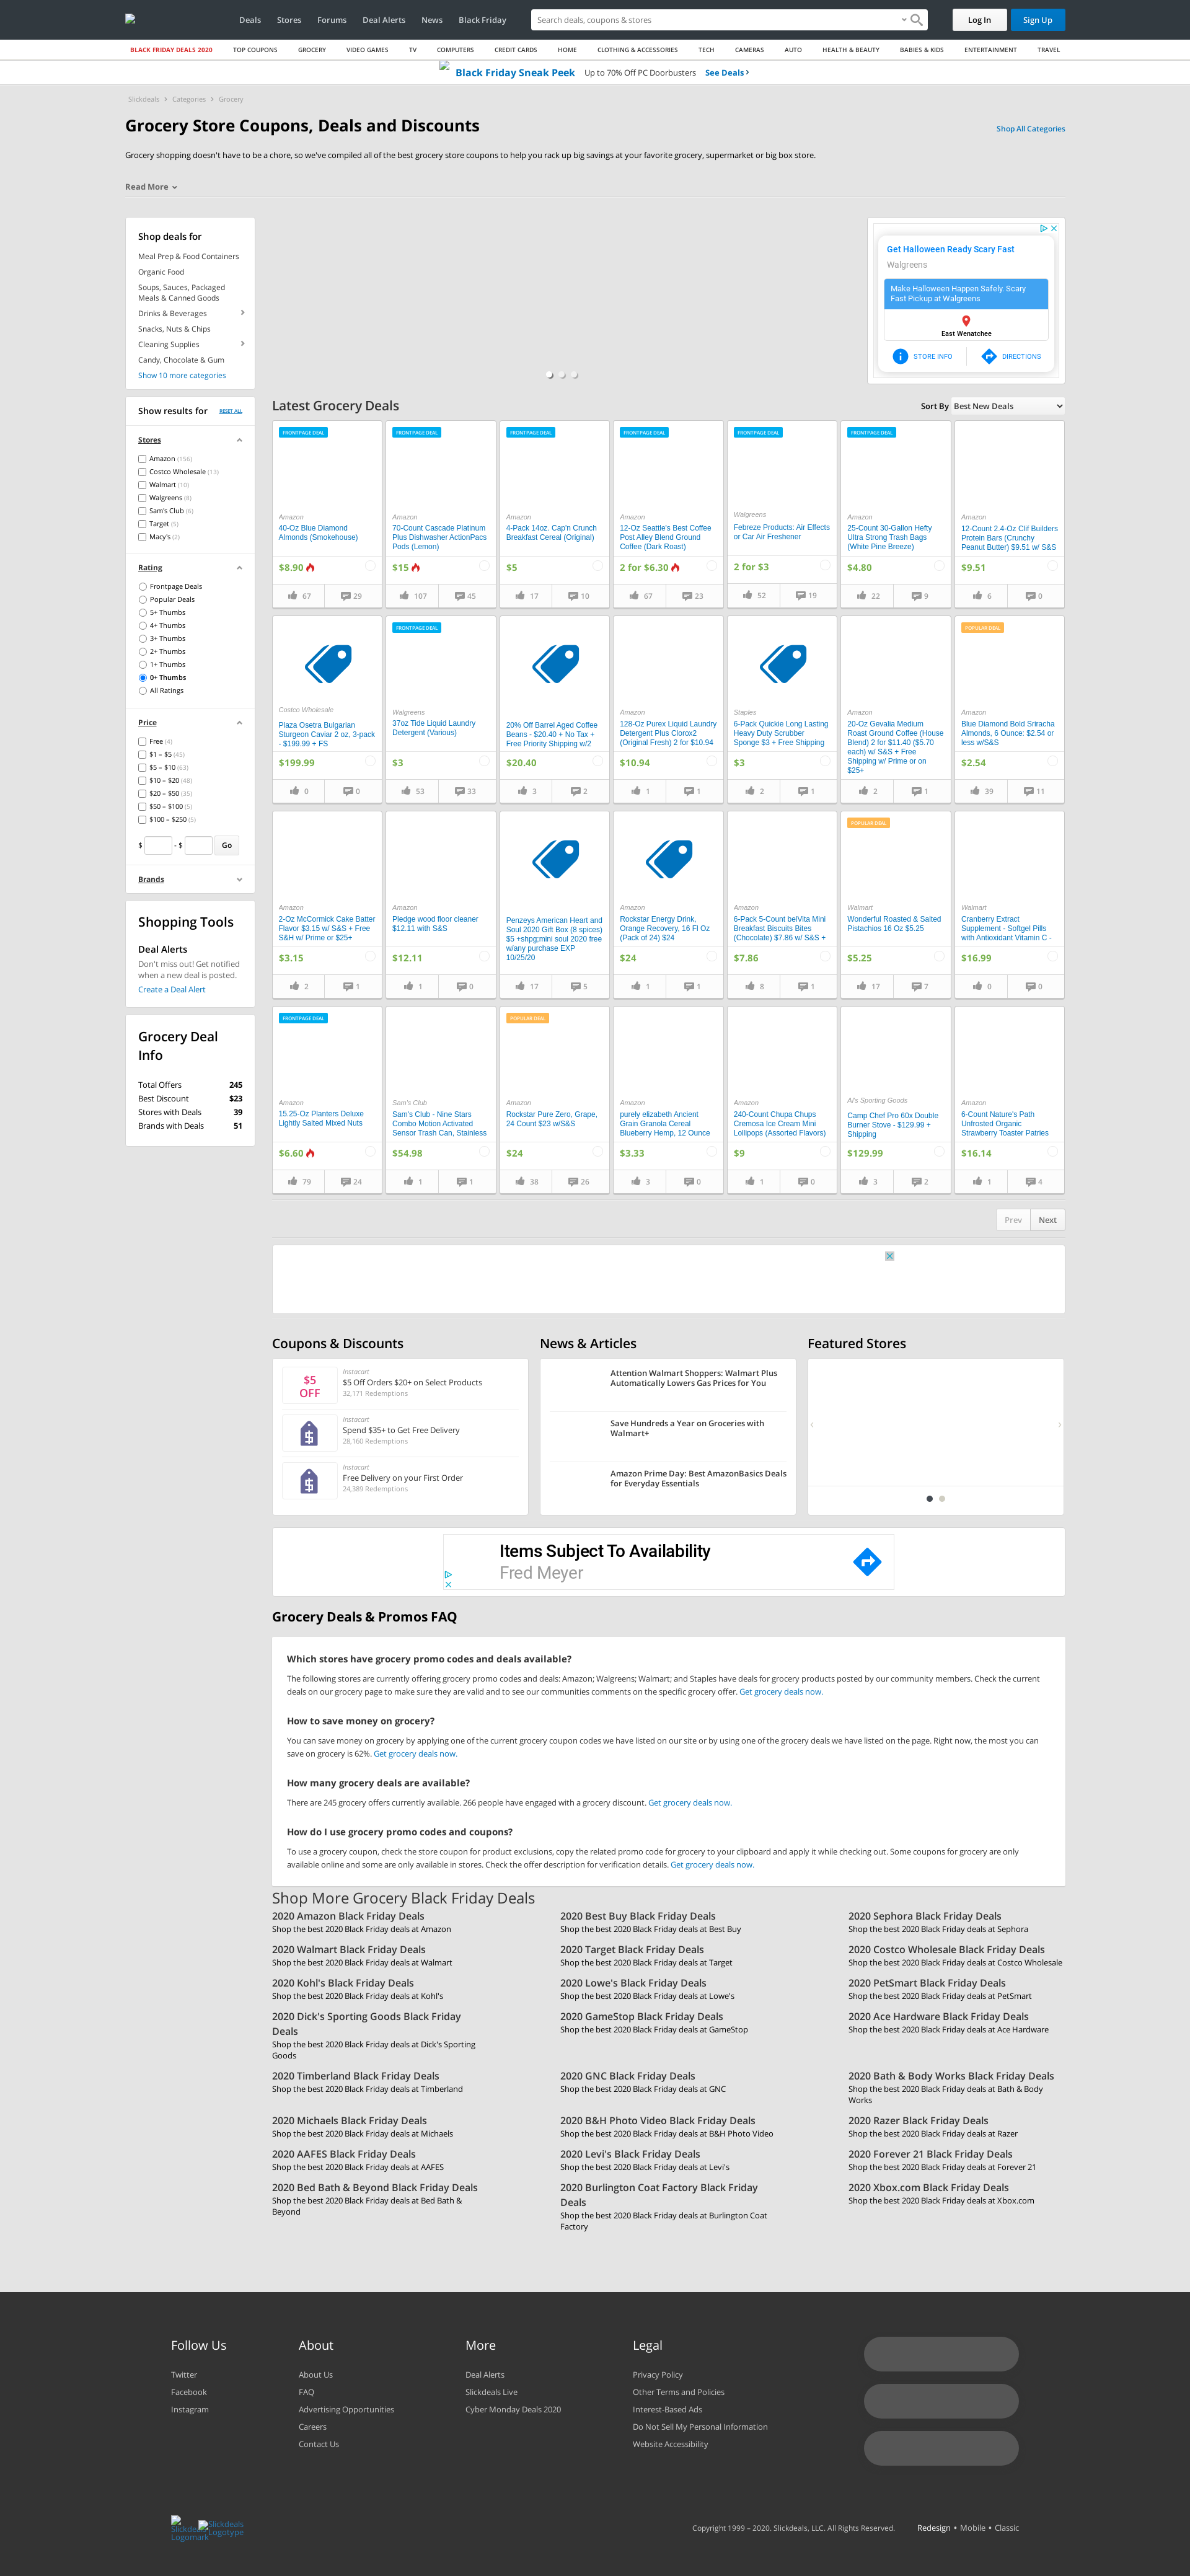 Deals Stores Forums Deal Alerts News Black Friday
Search deals, coupons & stores
Log In
Sign Up
BLACK FRIDAY DEALS 2020 TOP COUPONS GROCERY VIDEO GAMES TV COMPUTERS CREDIT CARDS HOME CLOTHING & ACCESSORIES TECH CAMERAS AUTO HEALTH & BEAUTY BABIES & KIDS ENTERTAINMENT TRAVEL
Black Friday Sneak Peek Up to 70% Off PC Doorbusters See Deals
Slickdeals > Categories > Grocery
Grocery Store Coupons, Deals and Discounts
Shop All Categories
Grocery shopping doesn't have to be a chore, so we've compiled all of the best grocery store coupons to help you rack up big savings at your favorite grocery, supermarket or big box store.
Read More
Shop deals for
Meal Prep & Food Containers
Organic Food
Soups, Sauces, Packaged
Meals & Canned Goods
Drinks & Beverages
Snacks, Nuts & Chips
Cleaning Supplies
Candy, Chocolate & Gum
Show 10 more categories
Get Halloween Ready Scary Fast
Walgreens
Make Halloween Happen Safely. Scary
Fast Pickup at Walgreens
East Wenatchee
STORE INFO
DIRECTIONS
Show results for
RESET ALL
Stores
Amazon (156)
Costco Wholesale (13)
Walmart (10)
Walgreens (8)
Sam's Club (6)
Target (5)
Macy's (2)
Rating
Frontpage Deals
Popular Deals
5+ Thumbs
4+ Thumbs
3+ Thumbs
2+ Thumbs
1+ Thumbs
0+ Thumbs
All Ratings
Price
Free (4)
$1 – $5 (45)
$5 – $10 (63)
$10 – $20 (48)
$20 – $50 (35)
$50 – $100 (5)
$100 – $250 (5)
$ - $ Go
Brands
Shopping Tools
Deal Alerts
Don't miss out! Get notified
when a new deal is posted.
Create a Deal Alert
Grocery Deal
Info
Total Offers 245
Best Discount $23
Stores with Deals 39
Brands with Deals 51
Latest Grocery Deals
Sort By Best New Deals
FRONTPAGE DEAL
Amazon
40-Oz Blue Diamond
Almonds (Smokehouse)
$8.90
67 29
FRONTPAGE DEAL
Amazon
70-Count Cascade Platinum
Plus Dishwasher ActionPacs
Pods (Lemon)
$15
107 45
FRONTPAGE DEAL
Amazon
4-Pack 14oz. Cap'n Crunch
Breakfast Cereal (Original)
$5
17 10
FRONTPAGE DEAL
Amazon
12-Oz Seattle's Best Coffee
Post Alley Blend Ground
Coffee (Dark Roast)
2 for $6.30
67 23
FRONTPAGE DEAL
Walgreens
Febreze Products: Air Effects
or Car Air Freshener
2 for $3
52 19
FRONTPAGE DEAL
Amazon
25-Count 30-Gallon Hefty
Ultra Strong Trash Bags
(White Pine Breeze)
$4.80
22 9
Amazon
12-Count 2.4-Oz Clif Builders
Protein Bars (Crunchy
Peanut Butter) $9.51 w/ S&S
$9.51
6 0
Costco Wholesale
Plaza Osetra Bulgarian
Sturgeon Caviar 2 oz, 3-pack
- $199.99 + FS
$199.99
0 0
FRONTPAGE DEAL
Walgreens
37oz Tide Liquid Laundry
Detergent (Various)
$3
53 33
20% Off Barrel Aged Coffee
Beans - $20.40 + No Tax +
Free Priority Shipping w/2
$20.40
3 2
Amazon
128-Oz Purex Liquid Laundry
Detergent Plus Clorox2
(Original Fresh) 2 for $10.94
$10.94
1 1
Staples
6-Pack Quickie Long Lasting
Heavy Duty Scrubber
Sponge $3 + Free Shipping
$3
2 1
Amazon
20-Oz Gevalia Medium
Roast Ground Coffee (House
Blend) 2 for $11.40 ($5.70
each) w/ S&S + Free
Shipping w/ Prime or on
$25+
2 1
POPULAR DEAL
Amazon
Blue Diamond Bold Sriracha
Almonds, 6 Ounce: $2.54 or
less w/S&S
$2.54
39 11
Amazon
2-Oz McCormick Cake Batter
Flavor $3.15 w/ S&S + Free
S&H w/ Prime or $25+
$3.15
2 1
Amazon
Pledge wood floor cleaner
$12.11 with S&S
$12.11
1 0
Penzeys American Heart and
Soul 2020 Gift Box (8 spices)
$5 +shpg;mini soul 2020 free
w/any purchase EXP
10/25/20
17 5
Amazon
Rockstar Energy Drink,
Orange Recovery, 16 Fl Oz
(Pack of 24) $24
$24
1 1
Amazon
6-Pack 5-Count belVita Mini
Breakfast Biscuits Bites
(Chocolate) $7.86 w/ S&S +
$7.86
8 1
POPULAR DEAL
Walmart
Wonderful Roasted & Salted
Pistachios 16 Oz $5.25
$5.25
17 7
Walmart
Cranberry Extract
Supplement - Softgel Pills
with Antioxidant Vitamin C -
$16.99
0 0
FRONTPAGE DEAL
Amazon
15.25-Oz Planters Deluxe
Lightly Salted Mixed Nuts
$6.60
79 24
Sam's Club
Sam's Club - Nine Stars
Combo Motion Activated
Sensor Trash Can, Stainless
$54.98
1 1
POPULAR DEAL
Amazon
Rockstar Pure Zero, Grape,
24 Count $23 w/S&S
$24
38 26
Amazon
purely elizabeth Ancient
Grain Granola Cereal
Blueberry Hemp, 12 Ounce
$3.33
3 0
Amazon
240-Count Chupa Chups
Cremosa Ice Cream Mini
Lollipops (Assorted Flavors)
$9
1 0
Al's Sporting Goods
Camp Chef Pro 60x Double
Burner Stove - $129.99 +
Shipping
$129.99
3 2
Amazon
6-Count Nature's Path
Unfrosted Organic
Strawberry Toaster Patries
$16.14
1 4
Prev Next
Coupons & Discounts
$5
OFF
Instacart
$5 Off Orders $20+ on Select Products
32,171 Redemptions
Instacart
Spend $35+ to Get Free Delivery
28,160 Redemptions
Instacart
Free Delivery on your First Order
24,389 Redemptions
News & Articles
Attention Walmart Shoppers: Walmart Plus
Automatically Lowers Gas Prices for You
Save Hundreds a Year on Groceries with
Walmart+
Amazon Prime Day: Best AmazonBasics Deals
for Everyday Essentials
Featured Stores
Items Subject To Availability
Fred Meyer
Grocery Deals & Promos FAQ
Which stores have grocery promo codes and deals available?
The following stores are currently offering grocery promo codes and deals: Amazon; Walgreens; Walmart; and Staples have deals for grocery products posted by our community members. Check the current
deals on our grocery page to make sure they are valid and to see our communities comments on the specific grocery offer. Get grocery deals now.
How to save money on grocery?
You can save money on grocery by applying one of the current grocery coupon codes we have listed on our site or by using one of the grocery deals we have listed on the page. Right now, the most you can
save on grocery is 62%. Get grocery deals now.
How many grocery deals are available?
There are 245 grocery offers currently available. 266 people have engaged with a grocery discount. Get grocery deals now.
How do I use grocery promo codes and coupons?
To use a grocery coupon, check the store coupon for product exclusions, copy the related promo code for grocery to your clipboard and apply it while checking out. Some coupons for grocery are only
available online and some are only available in stores. Check the offer description for verification details. Get grocery deals now.
Shop More Grocery Black Friday Deals
2020 Amazon Black Friday Deals
Shop the best 2020 Black Friday deals at Amazon
2020 Best Buy Black Friday Deals
Shop the best 2020 Black Friday deals at Best Buy
2020 Sephora Black Friday Deals
Shop the best 2020 Black Friday deals at Sephora
2020 Walmart Black Friday Deals
Shop the best 2020 Black Friday deals at Walmart
2020 Target Black Friday Deals
Shop the best 2020 Black Friday deals at Target
2020 Costco Wholesale Black Friday Deals
Shop the best 2020 Black Friday deals at Costco Wholesale
2020 Kohl's Black Friday Deals
Shop the best 2020 Black Friday deals at Kohl's
2020 Lowe's Black Friday Deals
Shop the best 2020 Black Friday deals at Lowe's
2020 PetSmart Black Friday Deals
Shop the best 2020 Black Friday deals at PetSmart
2020 Dick's Sporting Goods Black Friday
Deals
Shop the best 2020 Black Friday deals at Dick's Sporting
Goods
2020 GameStop Black Friday Deals
Shop the best 2020 Black Friday deals at GameStop
2020 Ace Hardware Black Friday Deals
Shop the best 2020 Black Friday deals at Ace Hardware
2020 Timberland Black Friday Deals
Shop the best 2020 Black Friday deals at Timberland
2020 GNC Black Friday Deals
Shop the best 2020 Black Friday deals at GNC
2020 Bath & Body Works Black Friday Deals
Shop the best 2020 Black Friday deals at Bath & Body
Works
2020 Michaels Black Friday Deals
Shop the best 2020 Black Friday deals at Michaels
2020 B&H Photo Video Black Friday Deals
Shop the best 2020 Black Friday deals at B&H Photo Video
2020 Razer Black Friday Deals
Shop the best 2020 Black Friday deals at Razer
2020 AAFES Black Friday Deals
Shop the best 2020 Black Friday deals at AAFES
2020 Levi's Black Friday Deals
Shop the best 2020 Black Friday deals at Levi's
2020 Forever 21 Black Friday Deals
Shop the best 2020 Black Friday deals at Forever 21
2020 Bed Bath & Beyond Black Friday Deals
Shop the best 2020 Black Friday deals at Bed Bath &
Beyond
2020 Burlington Coat Factory Black Friday
Deals
Shop the best 2020 Black Friday deals at Burlington Coat
Factory
2020 Xbox.com Black Friday Deals
Shop the best 2020 Black Friday deals at Xbox.com
Follow Us
Twitter
Facebook
Instagram
About
About Us
FAQ
Advertising Opportunities
Careers
Contact Us
More
Deal Alerts
Slickdeals Live
Cyber Monday Deals 2020
Legal
Privacy Policy
Other Terms and Policies
Interest-Based Ads
Do Not Sell My Personal Information
Website Accessibility
Slickdeals
Logotype
Logomark
Copyright 1999 – 2020. Slickdeals, LLC. All Rights Reserved.
Redesign • Mobile • Classic